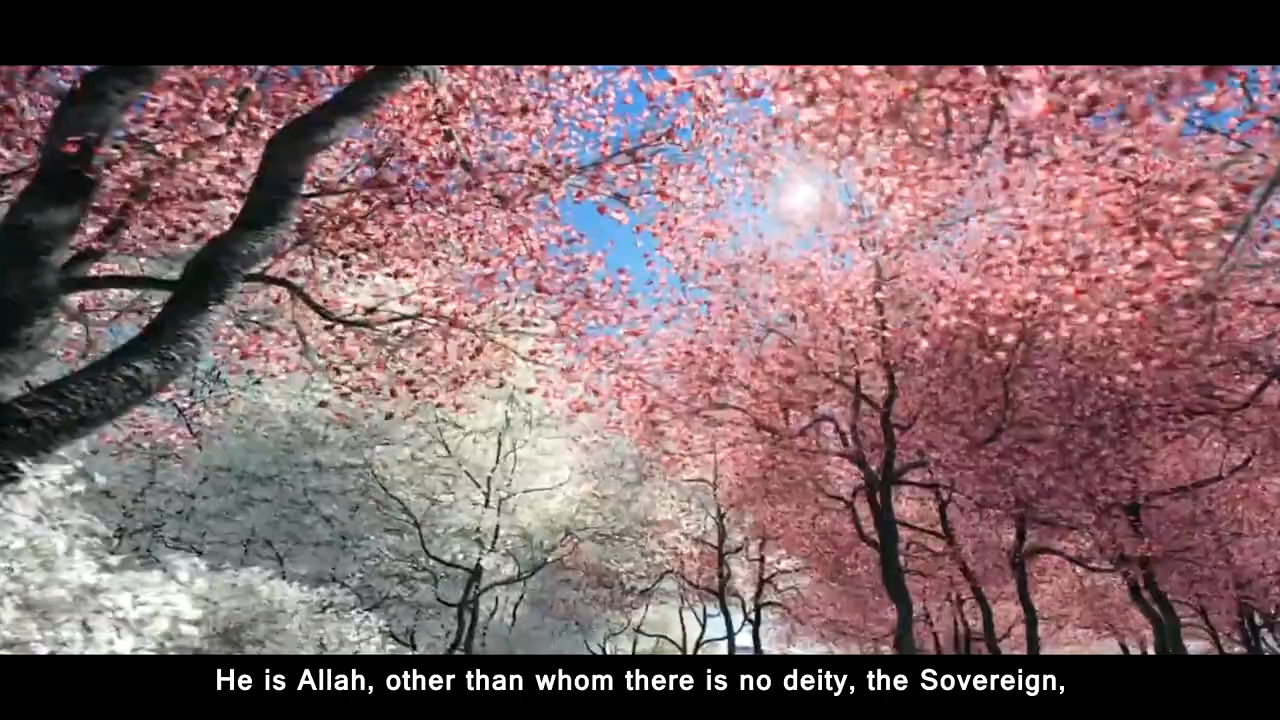 He is Allah, other than whom there is no deity, the Sovereign,